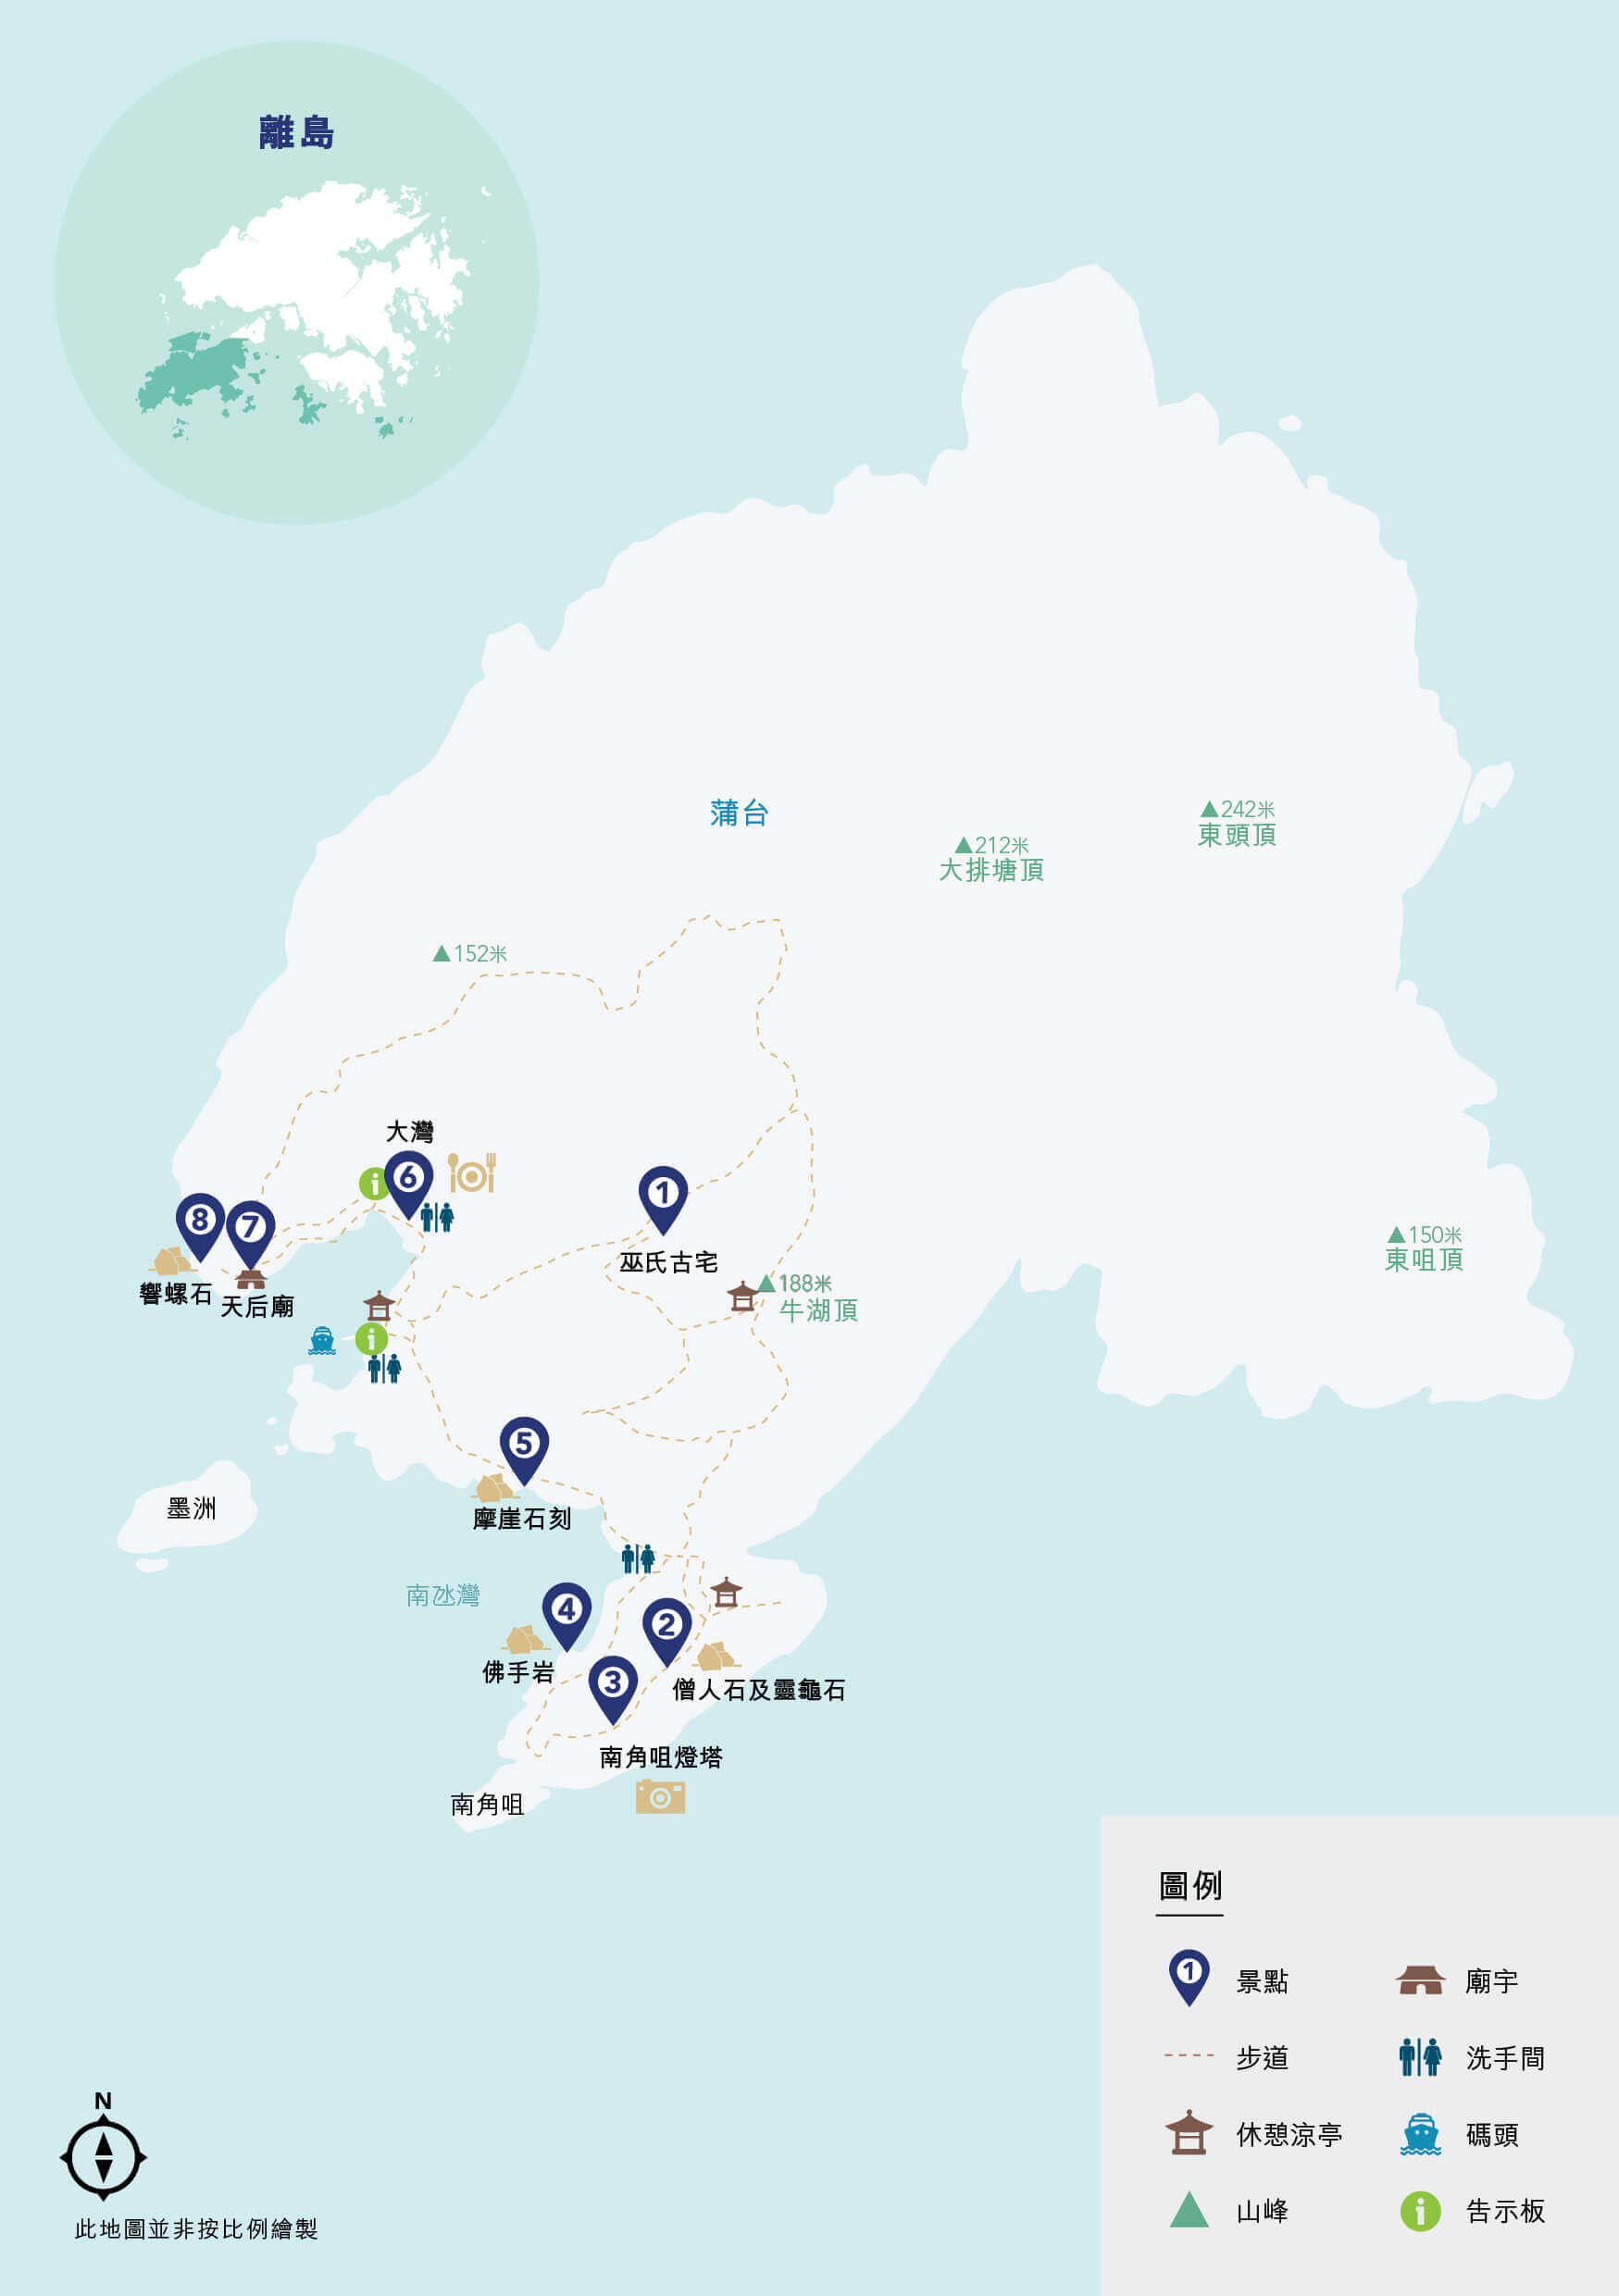 離島
蒲台
242米
東頭頂
212米
大排塘頂
152米
大灣
6
1
8
7
巫氏古宅
150米
東咀頂
188米
牛湖頂
響螺石
天后廟
5
墨洲
摩崖石刻
南氹灣
4
2
佛手岩
3
僧人石及靈龜石
南角咀燈塔
南角咀
圖例
1
景點
廟宇
步道
洗手間
休憩涼亭
碼頭
山峰
告示板
N
此地圖並非按比例繪製